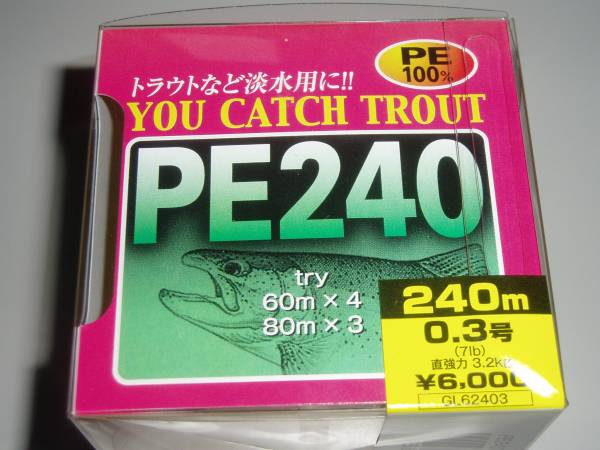 PE
100%
トラウトなど淡水用に!!
YOU CATCH TROUT
PE240
try
60m × 4
80m × 3
240m
0.3号
(7lb)
直強力 3.2kg
¥6,000
GL62403